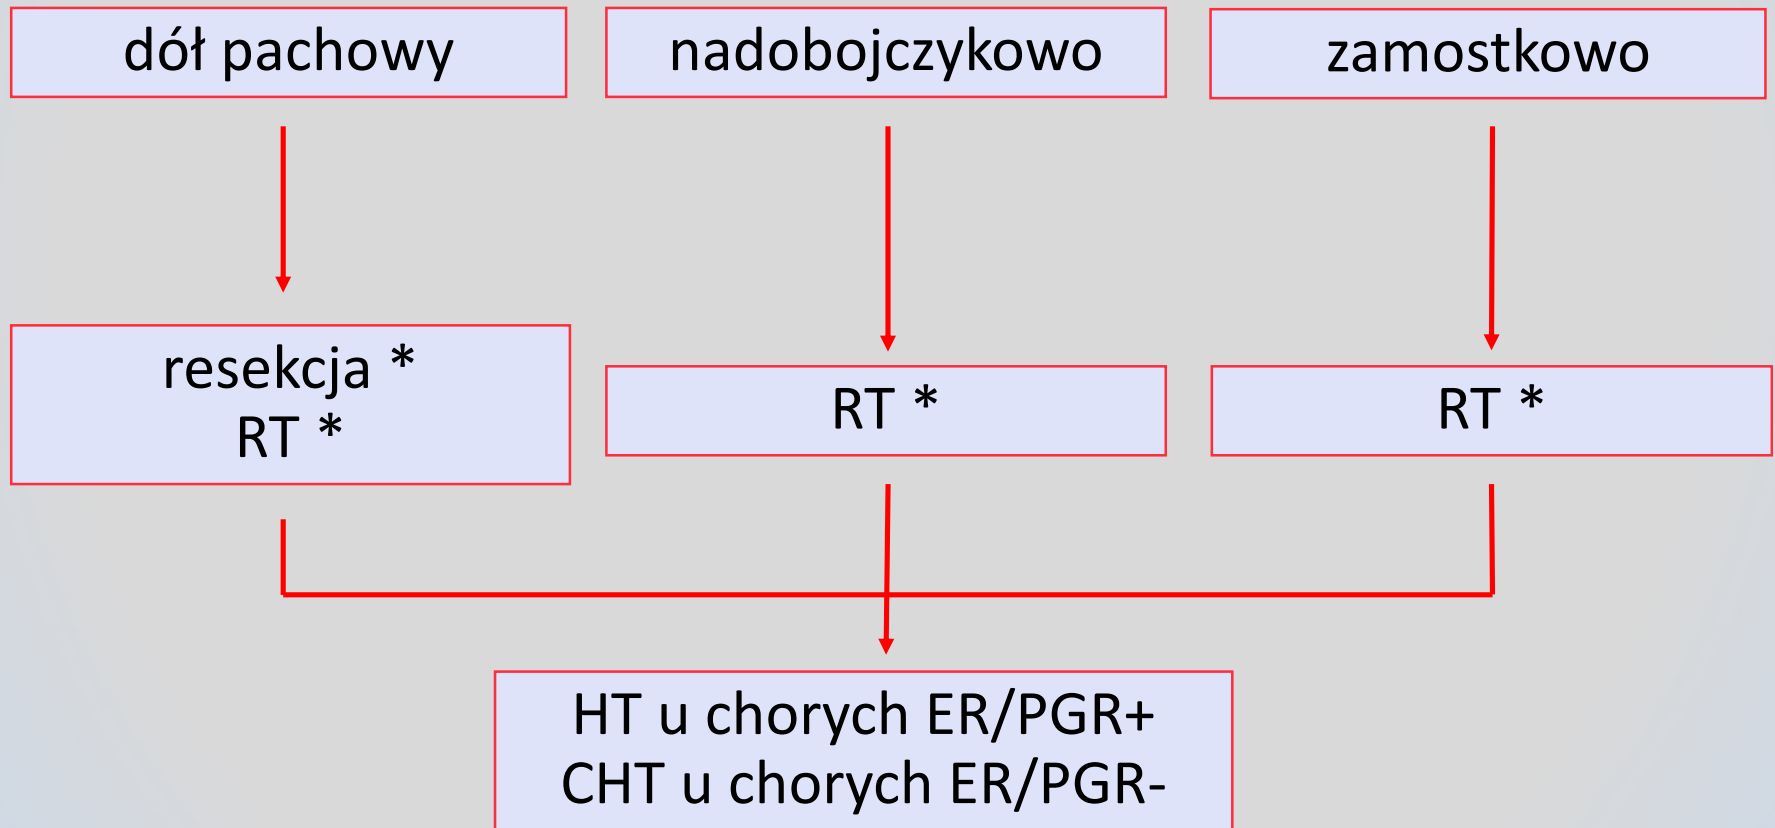 dół pachowy
nadobojczykowo
zamostkowo
resekcja *
RT *
RT *
RT *
HT u chorych ER/PGR+
CHT u chorych ER/PGR-